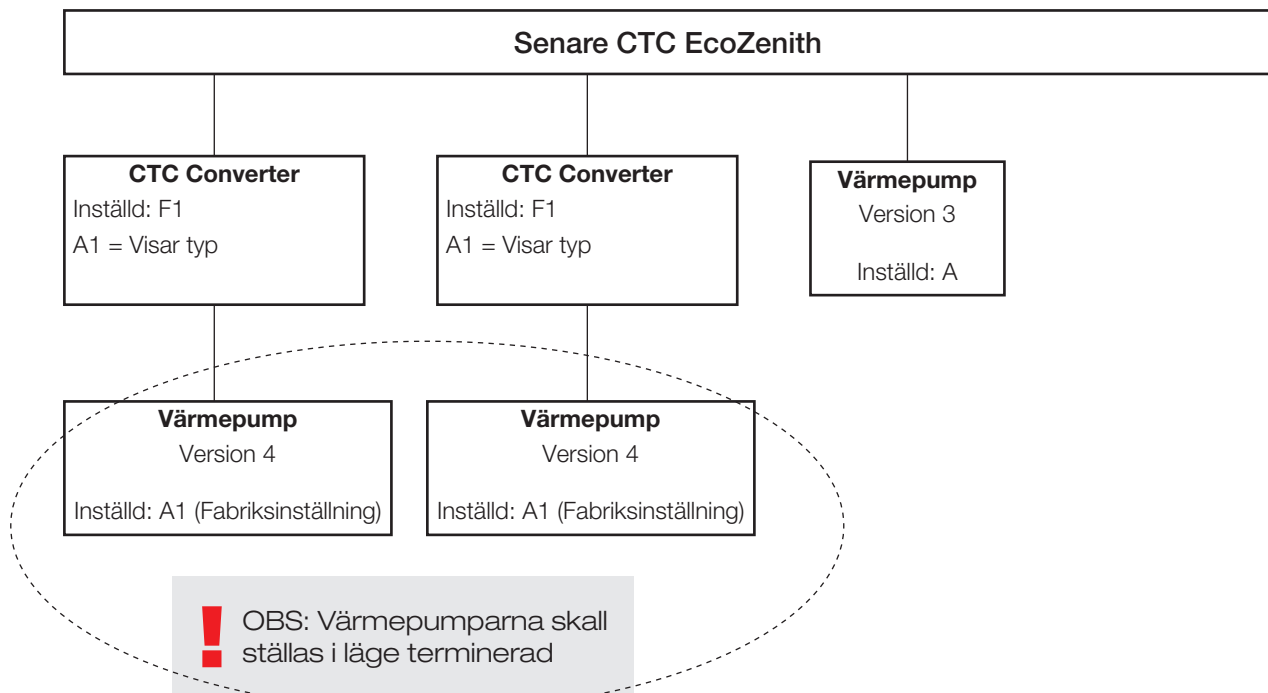 Senare CTC EcoZenith
CTC Converter
Inställd: F1
A1 = Visar typ
CTC Converter
Inställd: F1
A1 = Visar typ
Värmepump
Version 3
Inställd: A
Värmepump
Version 4
Inställd: A1 (Fabriksinställning)
Värmepump
Version 4
Inställd: A1 (Fabriksinställning)
! OBS: Värmepumparna skall
ställas i läge terminerad